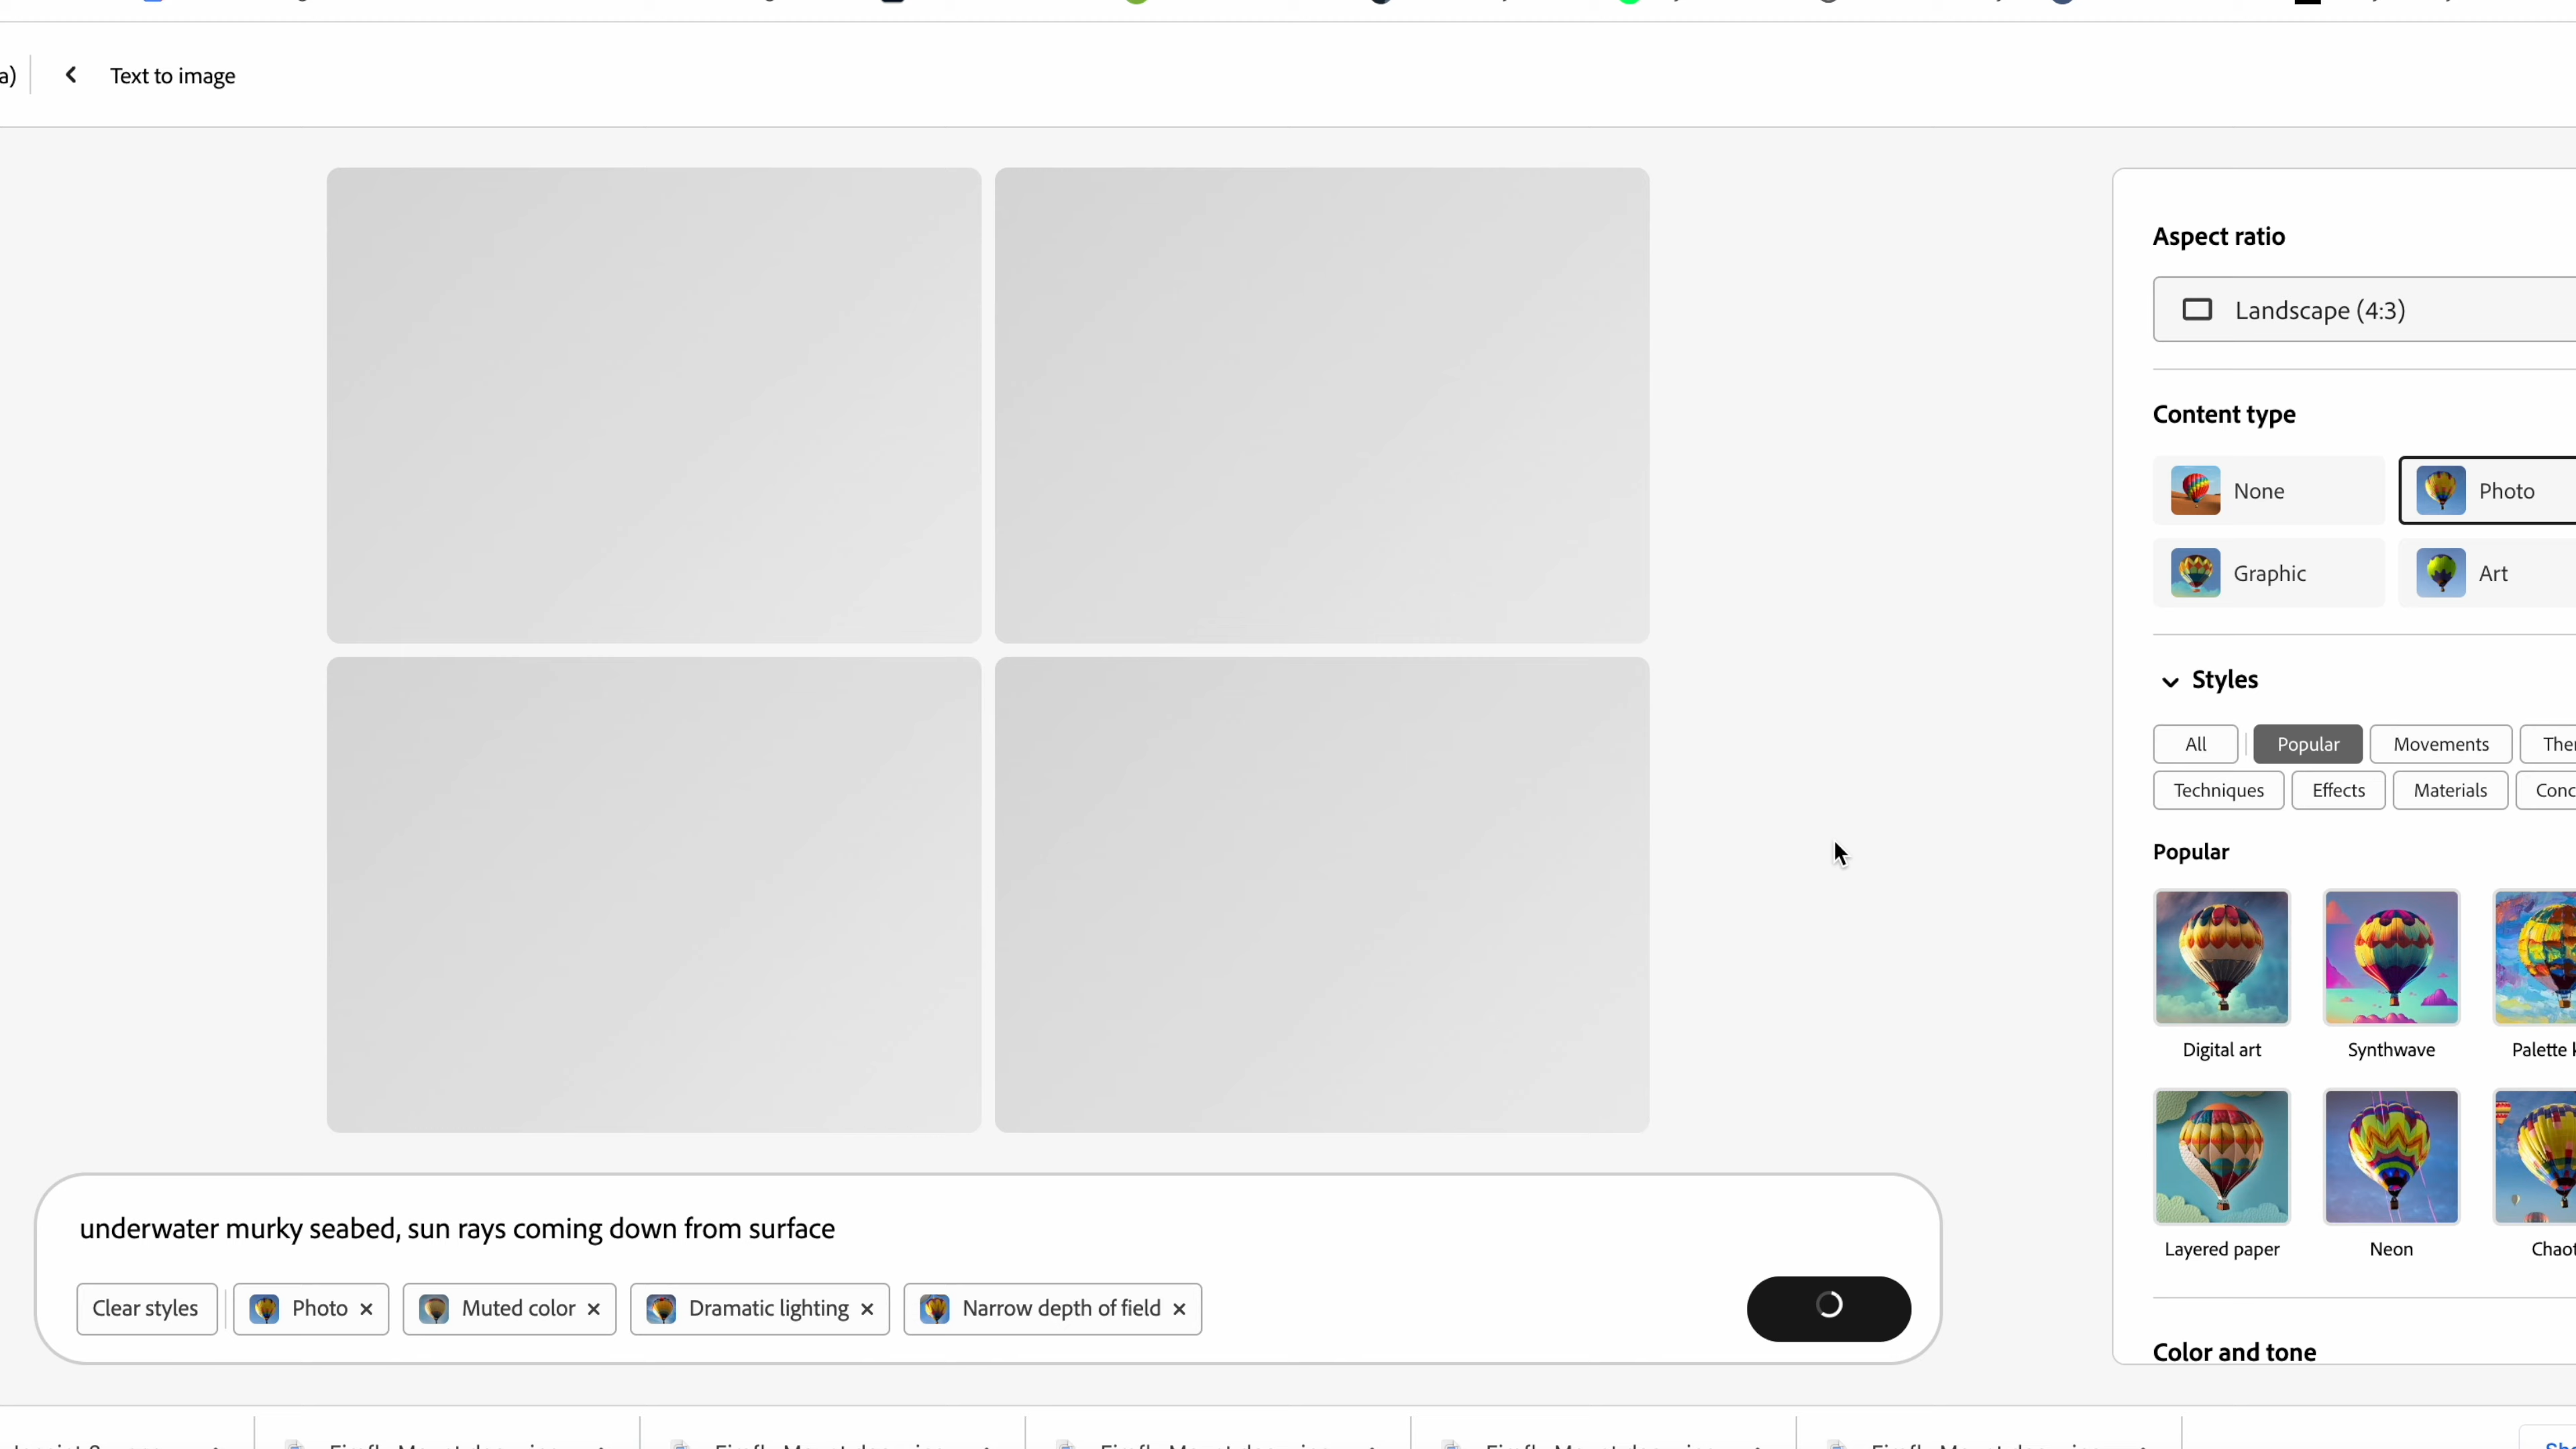 a)
Text to image
Aspect ratio
Landscape (4:3)
Content type
None
Photo
Graphic
Art
Styles
All
Popular
Movements
Techniques
Effects
Materials
Popular
Digital art
Synthwave
Palette
Layered paper
Neon
underwater murky seabed, sun rays coming down from surface
Clear styles
Photo
Muted color
Dramatic lighting
Narrow depth of field
Color and tone